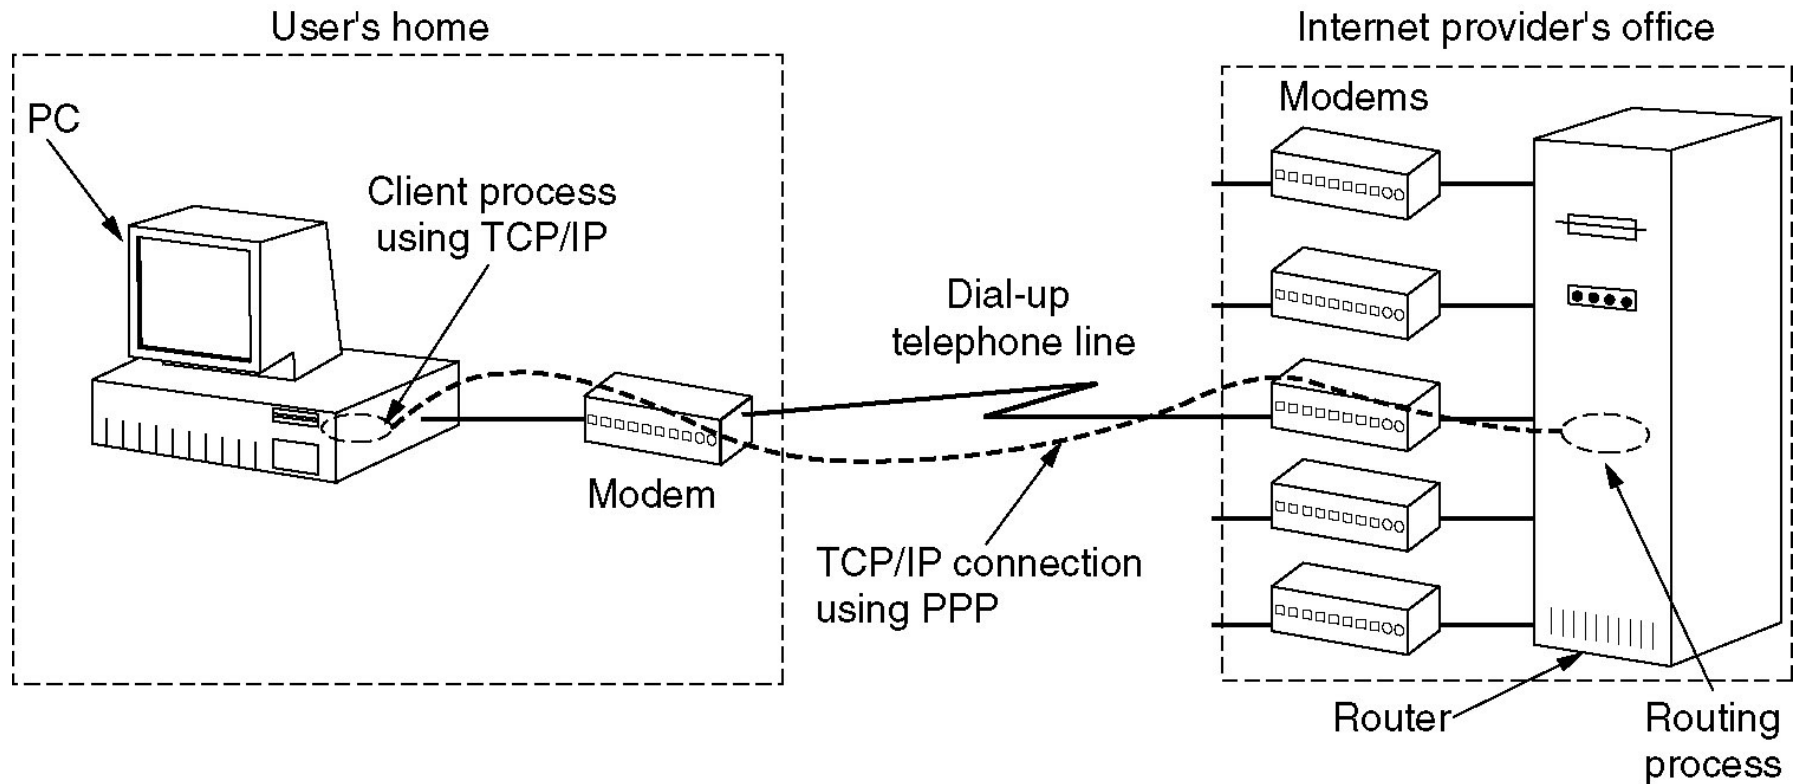 User's home
Internet provider's office
PC
Client process
using TCP/IP
Modem
Dial-up
telephone line
TCP/IP connection
using PPP
Modems
Router
Routing
process